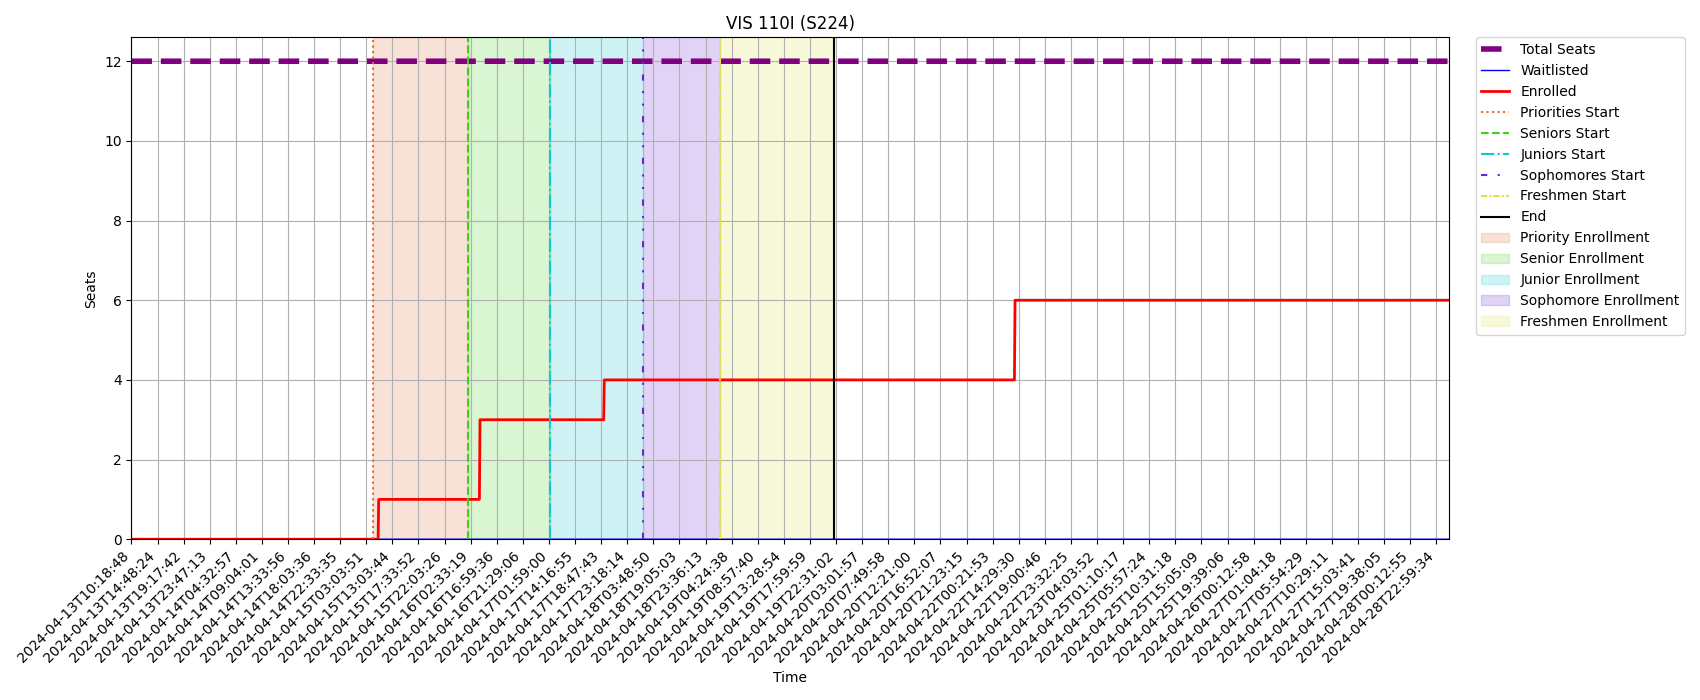 VIS 110I (S224)
Seats
12
10
8
6
4
2
0
2024-04-13T10:18:48
2024-04-13T14:48:24
2024-04-13T19:17:42
2024-04-13T23:47:13
2024-04-14T04:32:57
2024-04-14T09:04:01
2024-04-14T13:33:56
2024-04-14T18:03:36
2024-04-14T22:33:35
2024-04-15T03:03:51
2024-04-15T13:03:44
2024-04-15T17:33:52
2024-04-15T22:03:26
2024-04-16T02:33:19
2024-04-16T16:59:36
2024-04-16T21:29:06
2024-04-17T01:59:00
2024-04-17T14:16:55
2024-04-17T18:47:43
2024-04-17T23:18:14
2024-04-18T03:48:50
2024-04-18T19:05:03
2024-04-18T23:36:13
2024-04-19T04:24:38
2024-04-19T08:57:40
2024-04-19T13:28:54
2024-04-19T17:59:59
2024-04-19T22:31:02
2024-04-20T03:01:57
2024-04-20T07:49:58
2024-04-20T12:21:00
2024-04-20T16:52:07
2024-04-20T21:23:15
2024-04-22T00:21:53
2024-04-22T14:29:30
2024-04-22T19:00:46
2024-04-22T23:32:25
2024-04-23T04:03:52
2024-04-25T01:10:17
2024-04-25T05:57:24
2024-04-25T10:31:18
2024-04-25T15:05:09
2024-04-25T19:39:06
2024-04-26T00:12:58
2024-04-27T01:04:18
2024-04-27T05:54:29
2024-04-27T10:29:11
2024-04-27T15:03:41
2024-04-27T19:38:05
2024-04-28T00:12:55
2024-04-28T22:59:34
Time
Total Seats
Waitlisted
Enrolled
Priorities Start
Seniors Start
Juniors Start
Sophomores Start
Freshmen Start
End
Priority Enrollment
Senior Enrollment
Junior Enrollment
Sophomore Enrollment
Freshmen Enrollment